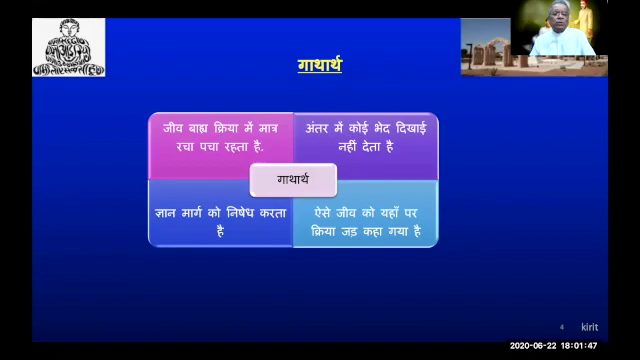 गाथार्थ
जीव बाह्य क्रिया में मात्र
रचा पचा रहता है.
अंतर में कोई भेद दिखाई
नहीं देता है
गाथार्थ
ज्ञान मार्ग को निषेध करता
है
ऐसे जीव को यहाँ पर
क्रिया जड़ कहा गया है
4 kirit
2020-06-22 18:01:47